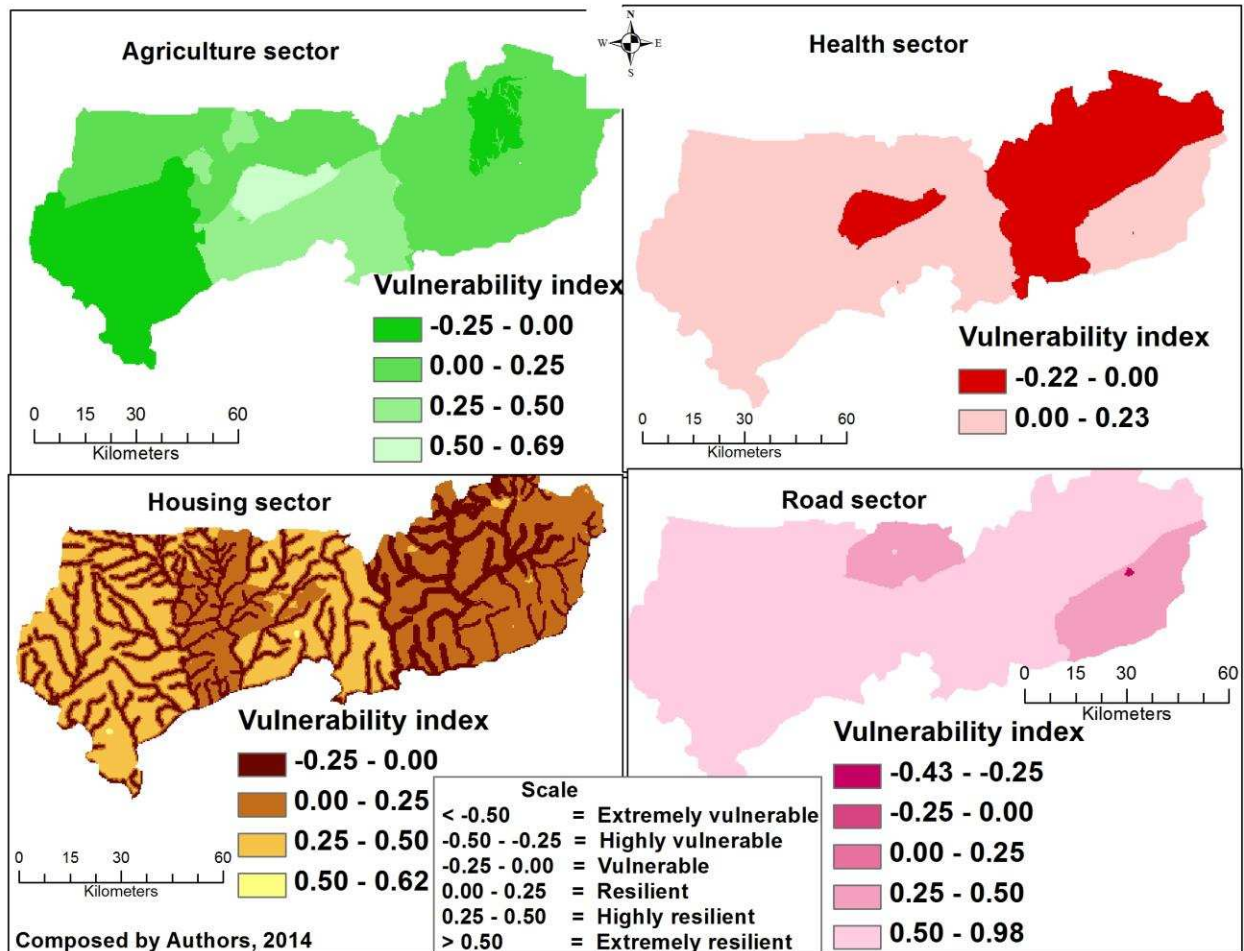 Agriculture sector
Vulnerability index
-0.25 - 0.00
0.00 - 0.25
0.25 - 0.50
0.50 - 0.69
0 15 30 60
Kilometers
N
W E
S
Health sector
Vulnerability index
-0.22 - 0.00
0.00 - 0.23
0 15 30 60
Kilometers
Housing sector
Vulnerability index
-0.25 - 0.00
0.00 - 0.25
0.25 - 0.50
0.50 - 0.62
0 15 30 60
Kilometers
Composed by Authors, 2014
Road sector
0 15 30 60
Kilometers
Vulnerability index
-0.43 - -0.25
-0.25 - 0.00
0.00 - 0.25
0.25 - 0.50
0.50 - 0.98
Scale
< -0.50 = Extremely vulnerable
-0.50 - -0.25 = Highly vulnerable
-0.25 - 0.00 = Vulnerable
0.00 - 0.25 = Resilient
0.25 - 0.50 = Highly resilient
> 0.50 = Extremely resilient